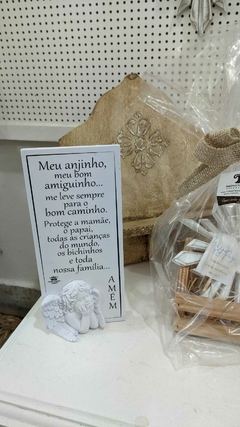 Meu anjinho,
meu bom
amiguinho...
me leve sempre
para o
bom caminho.
Protege a mamãe,
o papai,
todas as crianças
do mundo,
os bichinhos
e toda
nossa família...
AMÉM